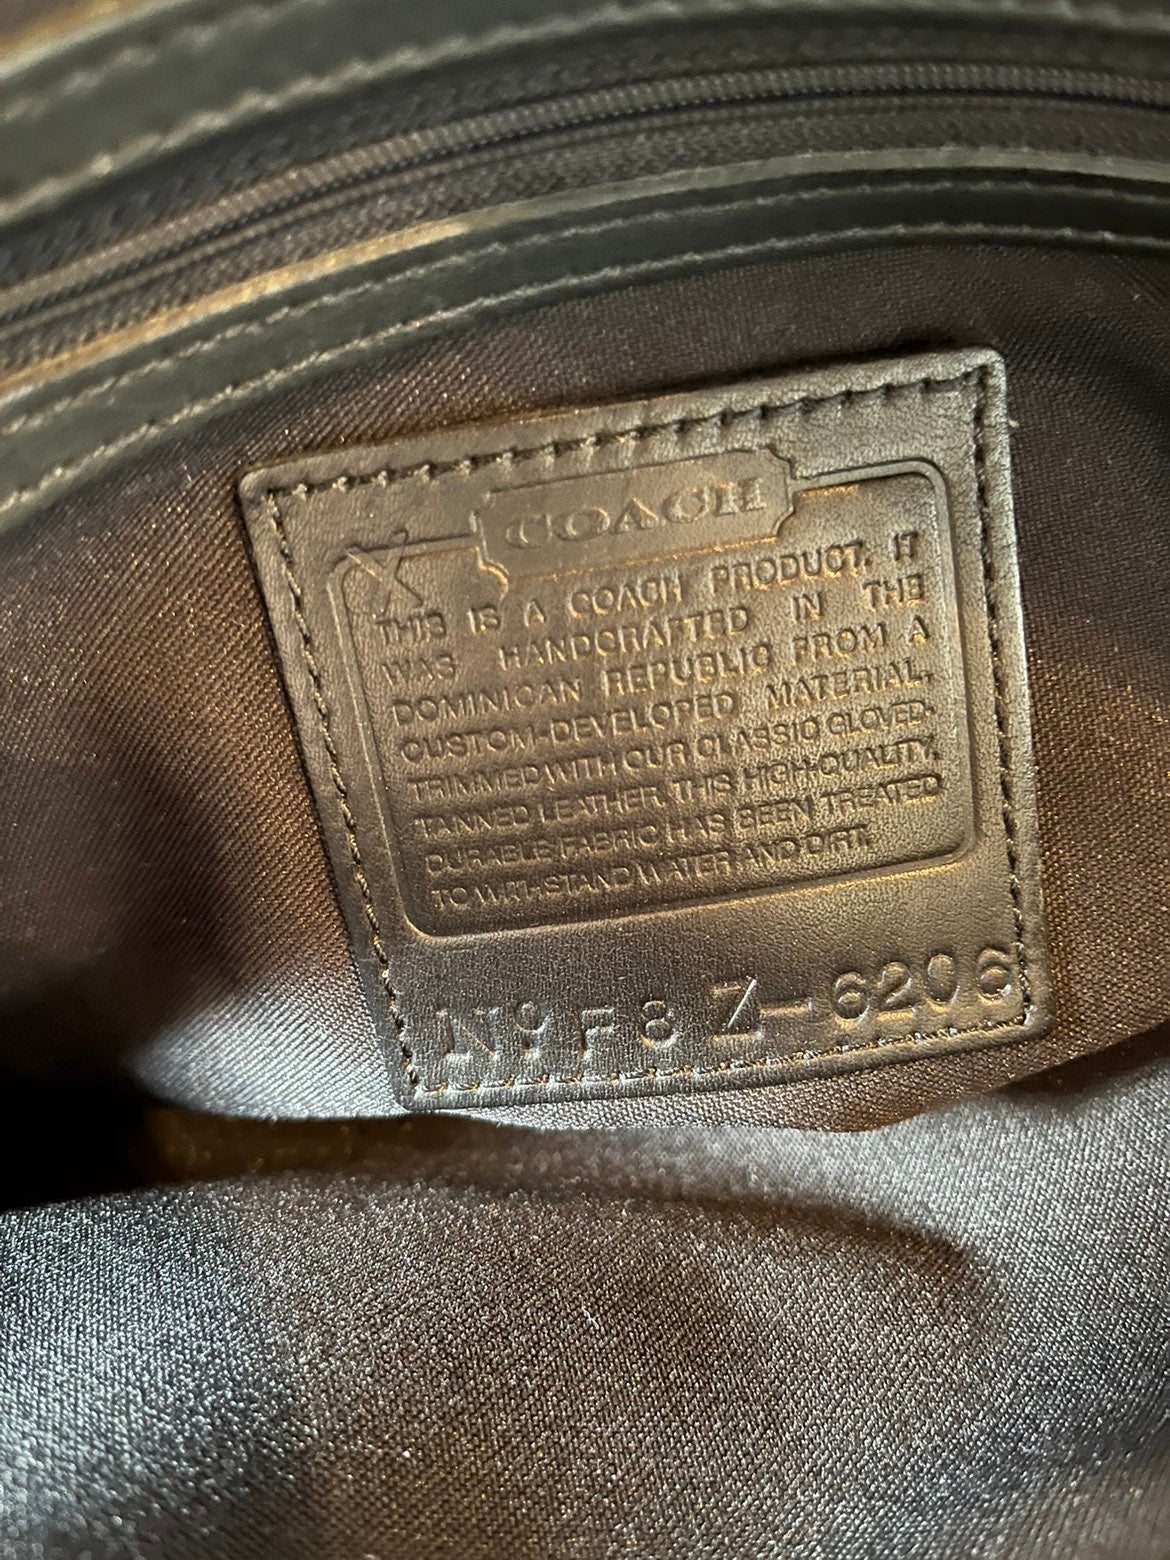 COACH
THIS IS A COACH PRODUCT. IT
WAS HANDCRAFTED IN THE
DOMINICAN REPUBLIC FROM A
CUSTOM-DEVELOPED MATERIAL,
TRIMMED WITH OUR CLASSIC GLOVED-
TANNED LEATHER. THIS HIGH-QUALITY,
DURABLE FABRIC HAS BEEN TREATED
TO WITHSTAND WATER AND DIRT.
Nº F8Z-6206